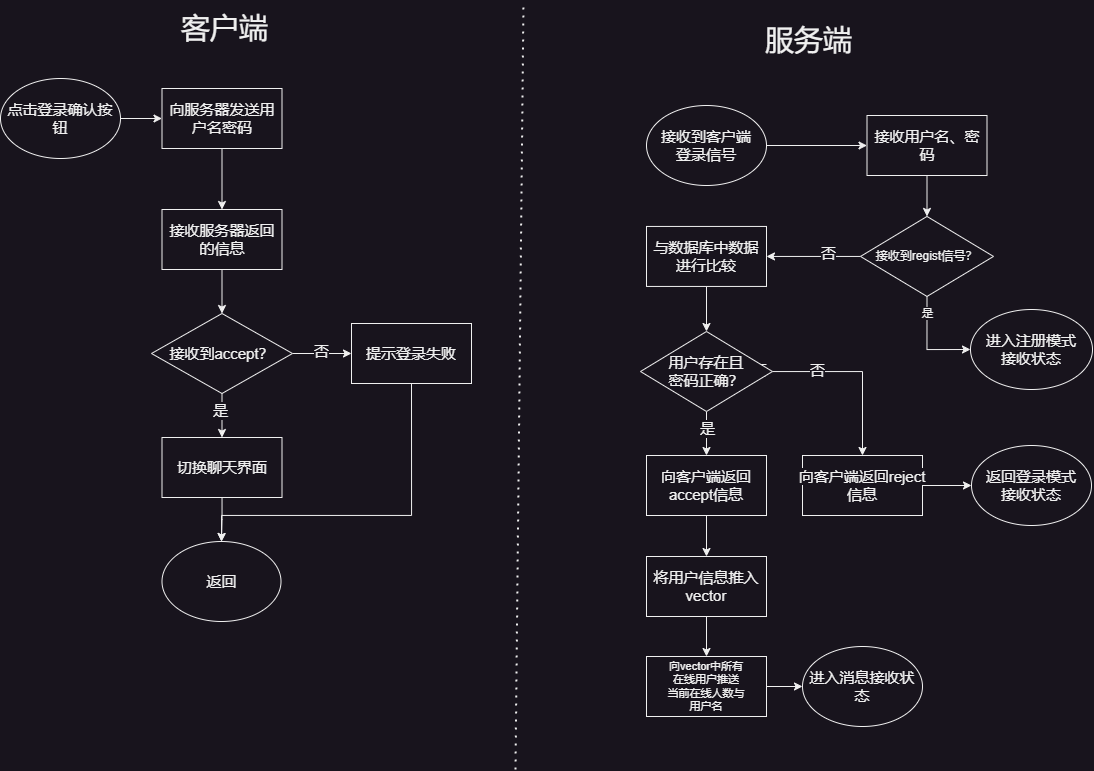 客户端
点击登录确认按
钮
向服务器发送用
户名密码
接收服务器返回
的信息
接收到accept?
否
提示登录失败
是
切换聊天界面
返回
服务端
接收到客户端
登录信号
接收用户名、密
码
接收到regist信号?
否
与数据库中数据
进行比较
是
进入注册模式
接收状态
用户存在且
密码正确?
否
是
向客户端返回
accept信息
向客户端返回reject
信息
返回登录模式
接收状态
将用户信息推入
vector
向vector中所有
在线用户推送
当前在线人数与
用户名
进入消息接收状
态